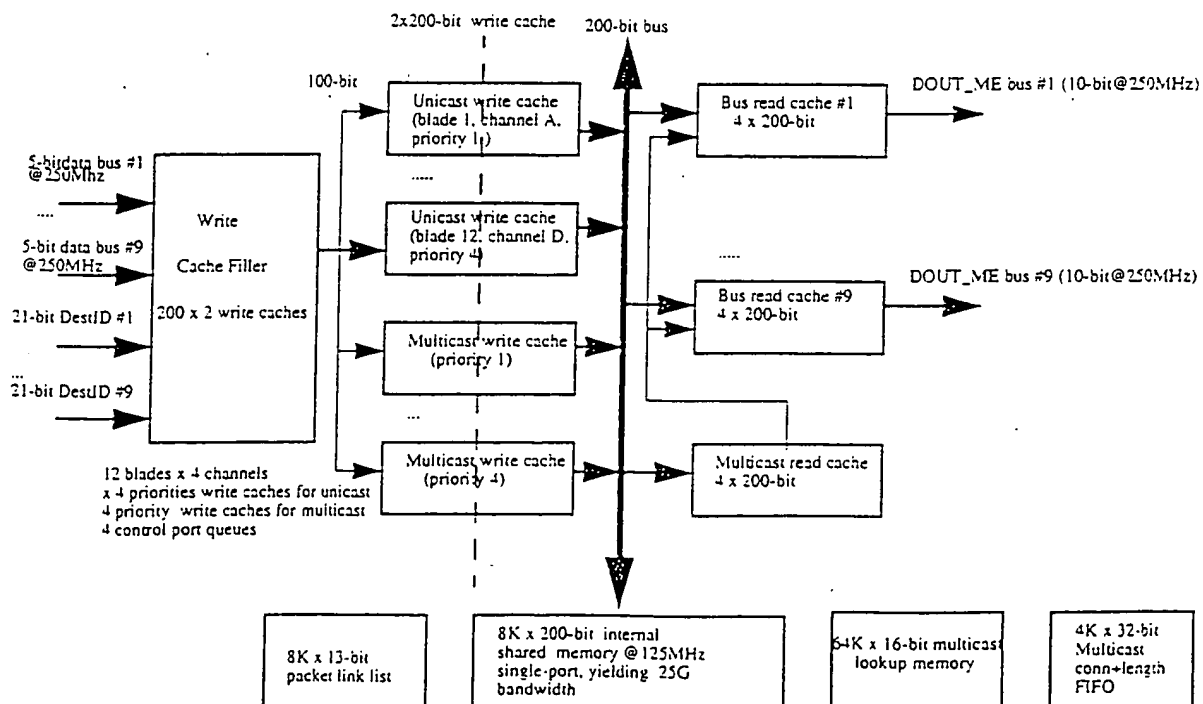 2x200-bit write cache
200-bit bus
100-bit
Unicast write cache
(blade 1, channel A,
priority 1)
.....
Unicast write cache
(blade 12, channel D,
priority 4)
Multicast write cache
(priority 1)
...
Multicast write cache
(priority 4)
5-bitdata bus #1
@250Mhz
....
5-bit data bus #9
@250MHz
21-bit DestID #1
...
21-bit DestID #9
Write
Cache Filler
200 x 2 write caches
12 blades x 4 channels
x 4 priorities write caches for unicast
4 priority write caches for multicast
4 control port queues
Bus read cache #1
4 x 200-bit
DOUT_ME bus #1 (10-bit@250MHz)
.....
Bus read cache #9
4 x 200-bit
DOUT_ME bus #9 (10-bit@250MHz)
Multicast read cache
4 x 200-bit
8K x 13-bit
packet link list
8K x 200-bit internal
shared memory @125MHz
single-port, yielding 25G
bandwidth
64K x 16-bit multicast
lookup memory
4K x 32-bit
Multicast
conn+length
FIFO